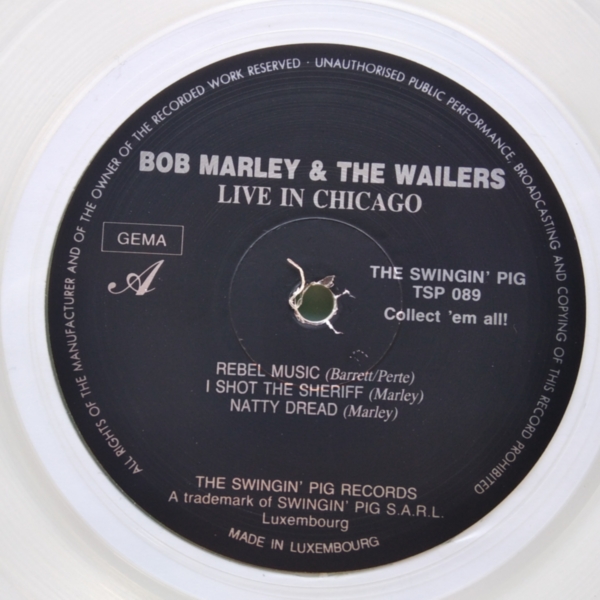 ALL RIGHTS OF THE MANUFACTURER AND OF THE OWNER OF THE RECORDED WORK RESERVED · UNAUTHORISED PUBLIC PERFORMANCE, BROADCASTING AND COPYING OF THIS RECORD PROHIBITED
BOB MARLEY & THE WAILERS
LIVE IN CHICAGO
GEMA
A
THE SWINGIN' PIG
TSP 089
Collect 'em all!
REBEL MUSIC (Barrett/Perte)
I SHOT THE SHERIFF (Marley)
NATTY DREAD (Marley)
THE SWINGIN' PIG RECORDS
A trademark of SWINGIN' PIG S.A.R.L.
Luxembourg
MADE IN LUXEMBOURG